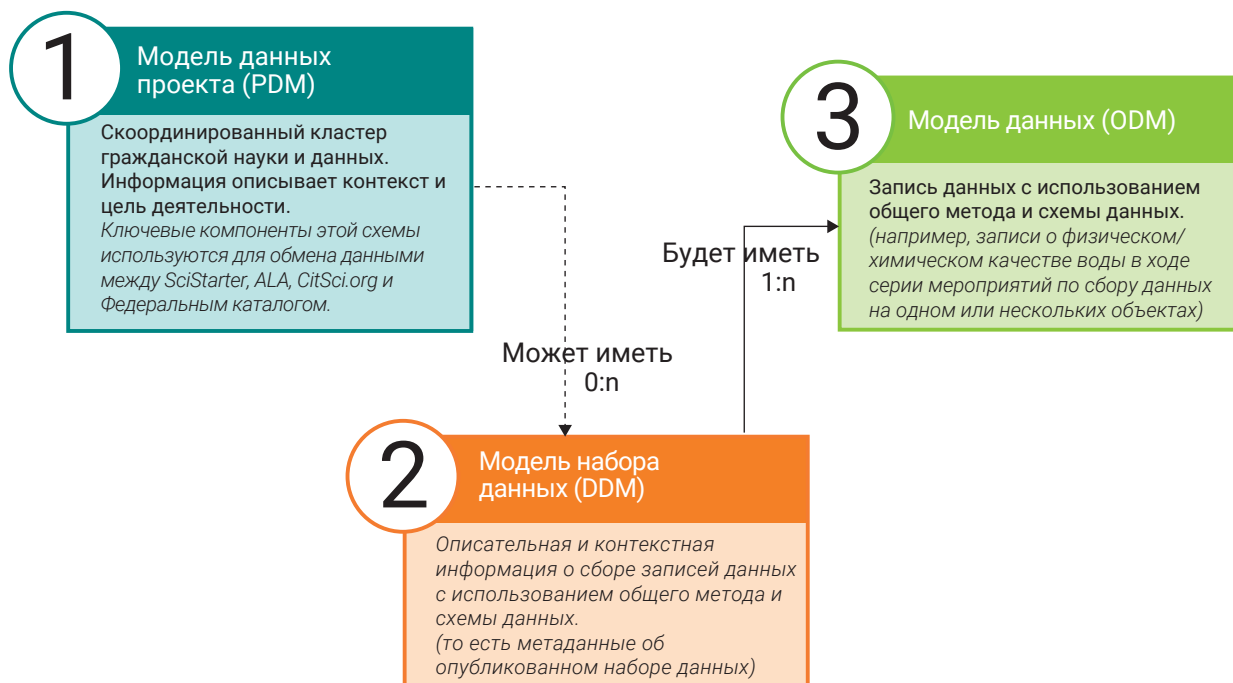 1
Модель данных
проекта (PDM)
Скоординированный кластер
гражданской науки и данных.
Информация описывает контекст и
цель деятельности.
Ключевые компоненты этой схемы
используются для обмена данными
между SciStarter, ALA, CitSci.org и
Федеральным каталогом.
Может иметь
0:n
2
Модель набора
данных (DDM)
Описательная и контекстная
информация о сборе записей данных
с использованием общего метода и
схемы данных.
(то есть метаданные об
опубликованном наборе данных)
Будет иметь
1:n
3
Модель данных (ODM)
Запись данных с использованием
общего метода и схемы данных.
(например, записи о физическом/
химическом качестве воды в ходе
серии мероприятий по сбору данных
на одном или нескольких объектах)